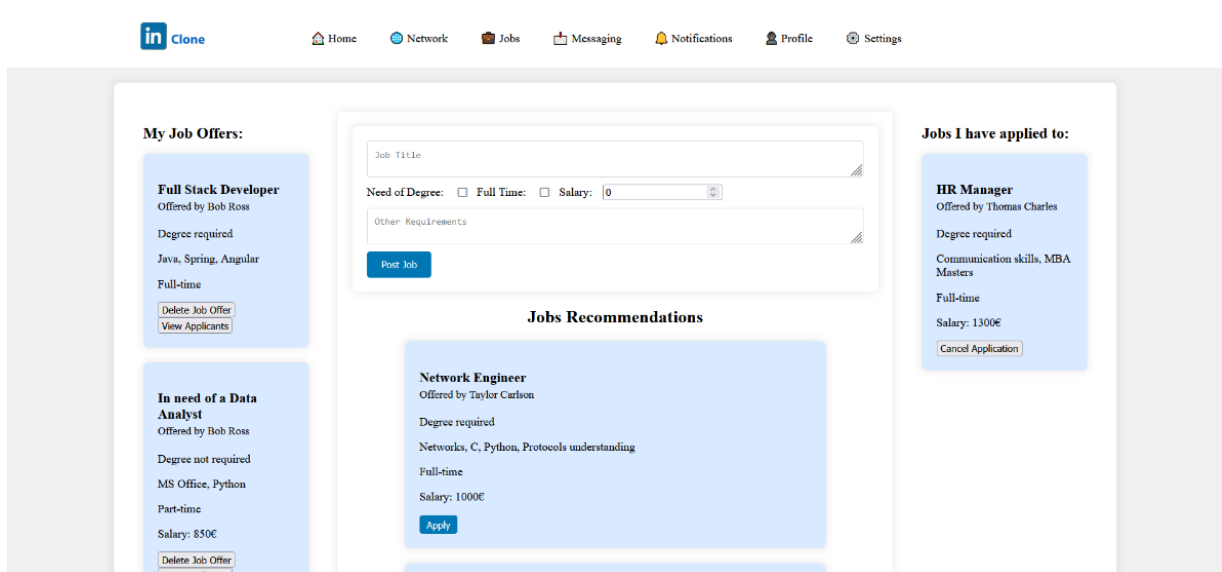 in Clone
Home Network Jobs Messaging Notifications Profile Settings
My Job Offers:
Full Stack Developer
Offered by Bob Ross
Degree required
Java, Spring, Angular
Full-time
Delete Job Offer
View Applicants
In need of a Data
Analyst
Offered by Bob Ross
Degree not required
MS Office, Python
Part-time
Salary: 850€
Delete Job Offer
Job Title
Need of Degree: Full Time: Salary: 0
Other Requirements
Post Job
Jobs Recommendations
Network Engineer
Offered by Taylor Carlson
Degree required
Networks, C, Python, Protocols understanding
Full-time
Salary: 1000€
Apply
Jobs I have applied to:
HR Manager
Offered by Thomas Charles
Degree required
Communication skills, MBA
Masters
Full-time
Salary: 1300€
Cancel Application